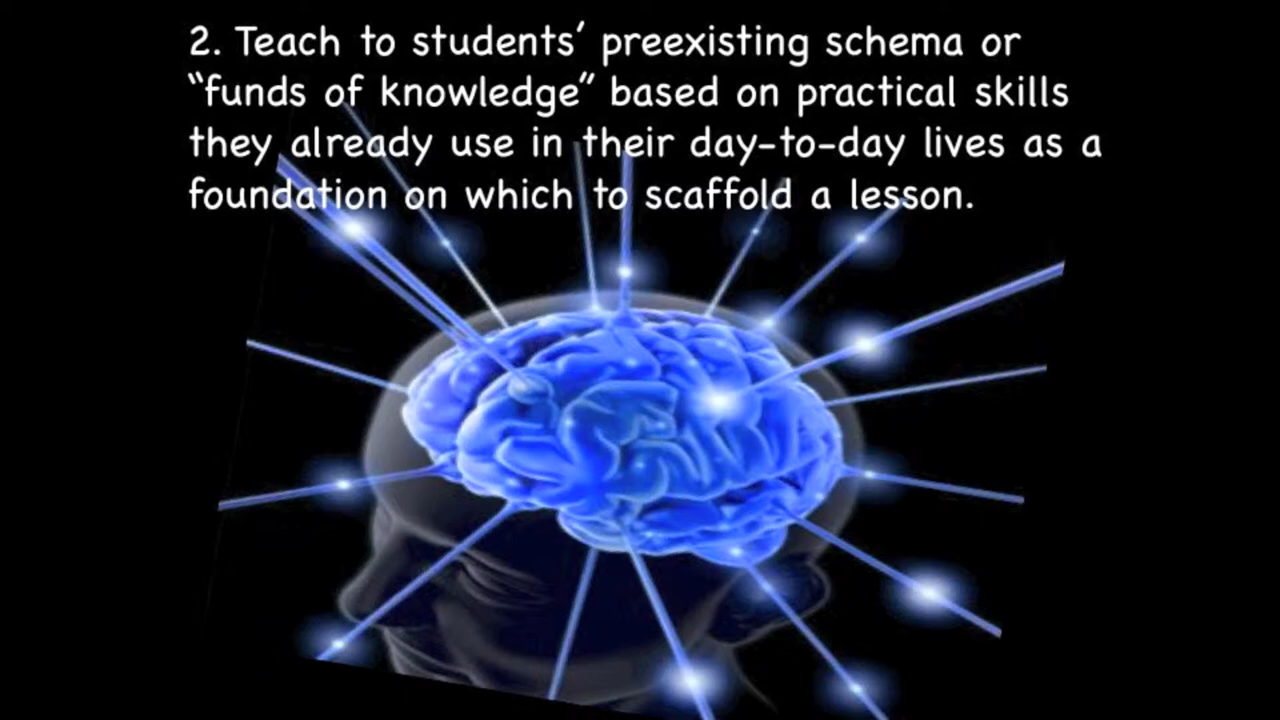 2. Teach to students’ preexisting schema or
“funds of knowledge” based on practical skills
they already use in their day-to-day lives as a
foundation on which to scaffold a lesson.